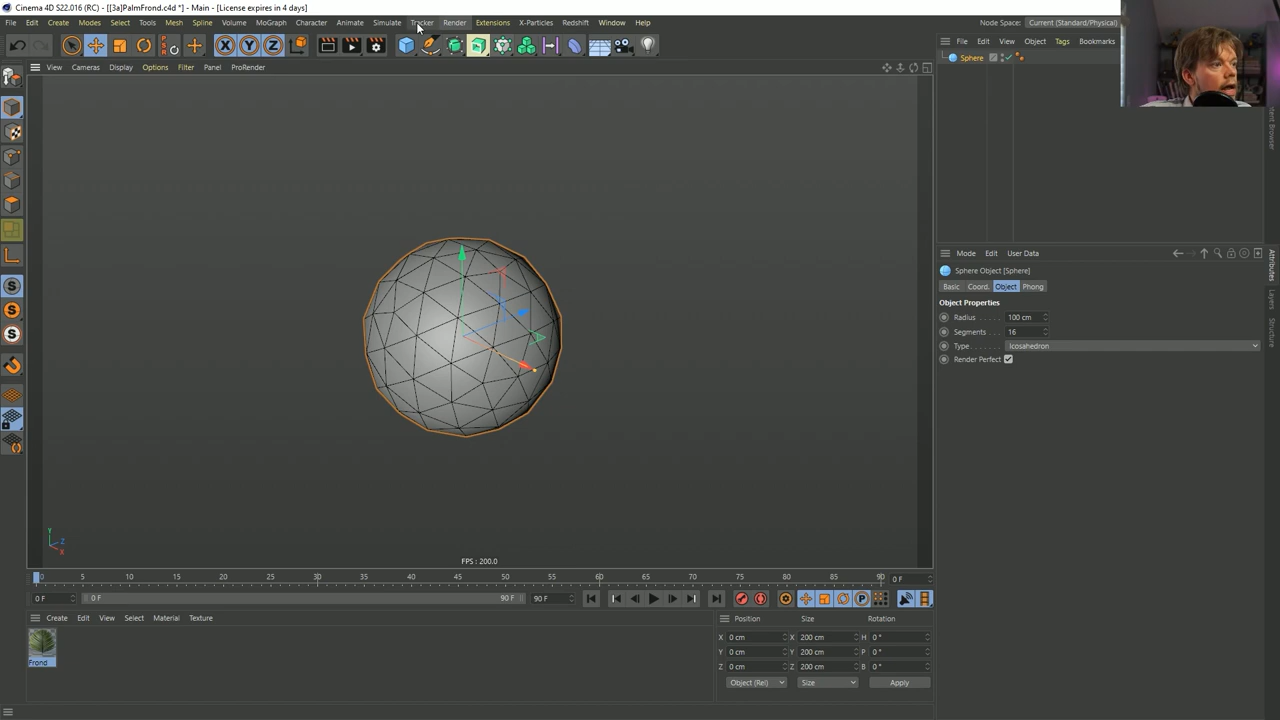 Cinema 4D S22.016 (RC) - [[3a]PalmFrond.c4d *] - Main - [License expires in 4 days]
File Edit Create Modes Select Tools Mesh Spline Volume MoGraph Character Animate Simulate Tracker Render Extensions X-Particles Redshift Window Help Node Space: Current (Standard/Physical)
X Y Z
File Edit View Object Tags Bookmarks
View Cameras Display Options Filter Panel ProRender
Sphere
Mode Edit User Data
Sphere Object [Sphere]
Basic Coord. Object Phong
Object Properties
Radius 100 cm
Segments 16
Type Icosahedron
Render Perfect
Attributes
Layers
Structure
Y
Z
X
FPS : 200.0
0 5 10 15 20 25 30 35 40 45 50 55 60 65 70 75 80 85 90 0 F
0 F 0 F 90 F 90 F
Create Edit View Select Material Texture
Frond
Position Size Rotation
X 0 cm X 200 cm H 0 °
Y 0 cm Y 200 cm P 0 °
Z 0 cm Z 200 cm B 0 °
Object (Rel) Size Apply